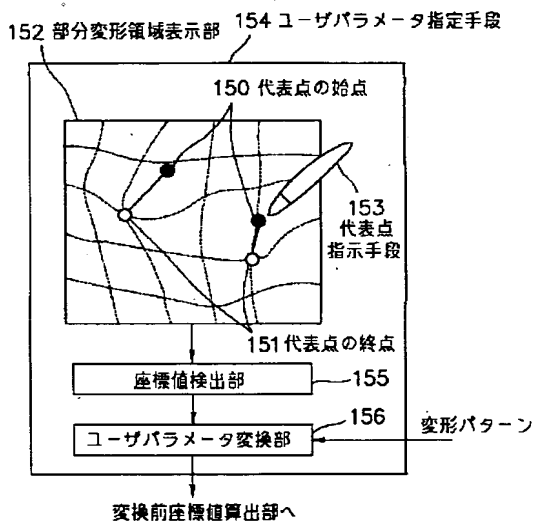 152 部分変形領域表示部
154 ユーザパラメータ指定手段
150 代表点の始点
153
代表点
指示手段
151 代表点の終点
座標値検出部
155
156
ユーザパラメータ変換部
変形パターン
変換前座標値算出部へ